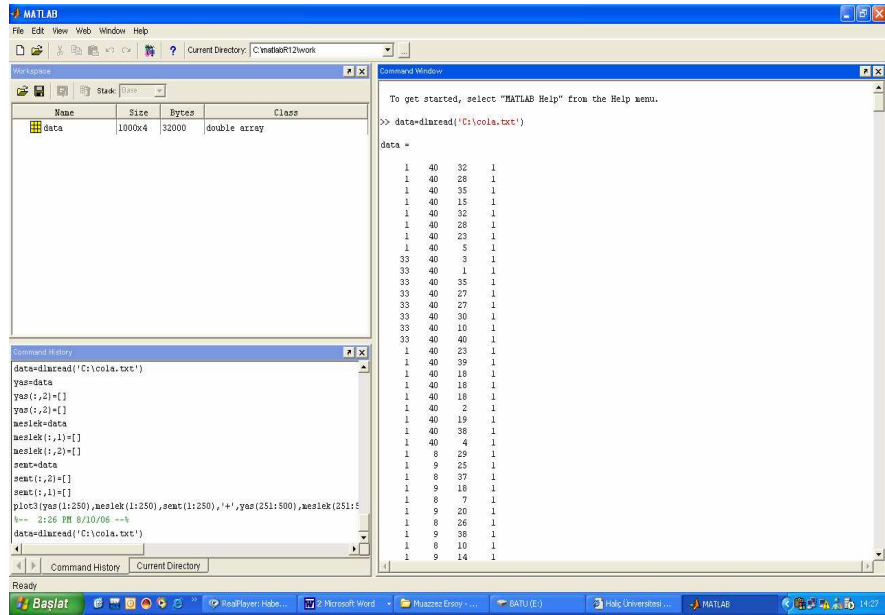 MATLAB
File Edit View Web Window Help
Current Directory: C:\matlabR12\work
Workspace
Stack: Base
Name Size Bytes Class
data 1000x4 32000 double array
Command History
data=dlmread('C:\cola.txt')
yas=data
yas(:,2)=[]
yas(:,2)=[]
meslek=data
meslek(:,1)=[]
meslek(:,2)=[]
semt=data
semt(:,2)=[]
semt(:,1)=[]
plot3(yas(1:250),meslek(1:250),semt(1:250),'+',yas(251:500),meslek(251:5
%-- 2:26 PM 8/10/06 --%
data=dlmread('C:\cola.txt')
Command History Current Directory
Command Window
To get started, select "MATLAB Help" from the Help menu.
>> data=dlmread('C:\cola.txt')
data =
1 40 32 1
1 40 28 1
1 40 35 1
1 40 15 1
1 40 32 1
1 40 28 1
1 40 23 1
1 40 5 1
33 40 3 1
33 40 1 1
33 40 35 1
33 40 27 1
33 40 27 1
33 40 30 1
33 40 10 1
33 40 40 1
1 40 23 1
1 40 39 1
1 40 18 1
1 40 18 1
1 40 18 1
1 40 2 1
1 40 19 1
1 40 38 1
1 40 4 1
1 8 29 1
1 9 25 1
1 8 37 1
1 9 18 1
1 8 7 1
1 9 20 1
1 8 26 1
1 9 38 1
1 8 10 1
1 9 14 1
Ready
Başlat RealPlayer: Habe... 2 Microsoft Word Muazzez Ersoy - ... BATU (E:) Haliç Üniversitesi ... MATLAB 14:27